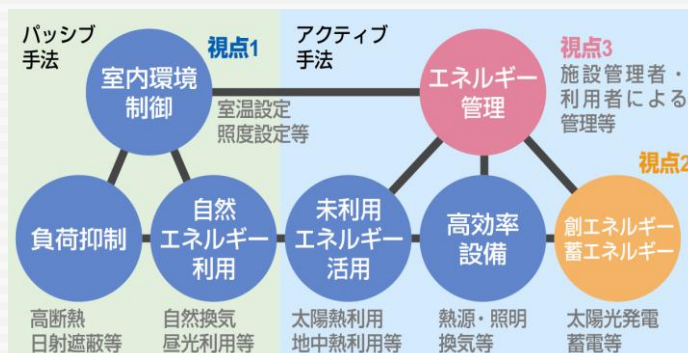 パッシブ
手法
視点1
室内環境
制御
室温設定
照度設定等
アクティブ
手法
エネルギー
管理
視点3
施設管理者・
利用者による
管理等
視点2
負荷抑制
高断熱
日射遮蔽等
自然
エネルギー
利用
自然換気
昼光利用等
未利用
エネルギー
活用
太陽熱利用
地中熱利用等
高効率
設備
熱源・照明
換気等
創エネルギー
蓄エネルギー
太陽光発電
蓄電等